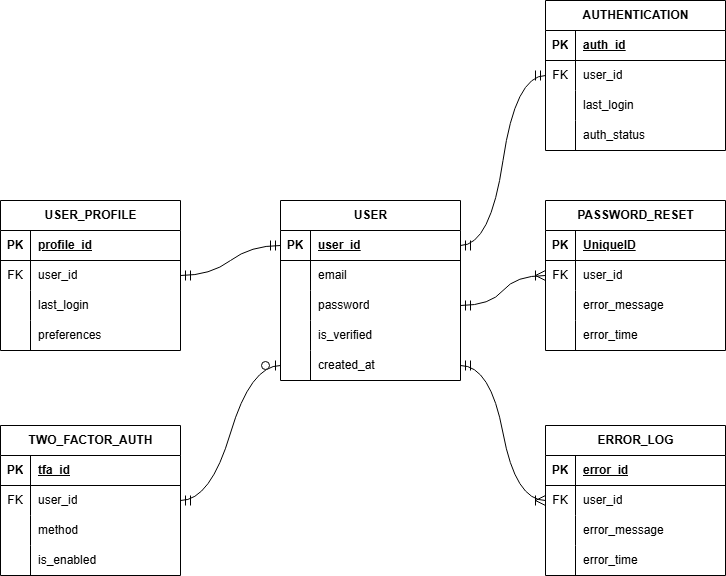 AUTHENTICATION
PK auth_id
FK user_id
last_login
auth_status
USER_PROFILE
PK profile_id
FK user_id
last_login
preferences
USER
PK user_id
email
password
is_verified
created_at
PASSWORD_RESET
PK UniqueID
FK user_id
error_message
error_time
TWO_FACTOR_AUTH
PK tfa_id
FK user_id
method
is_enabled
ERROR_LOG
PK error_id
FK user_id
error_message
error_time